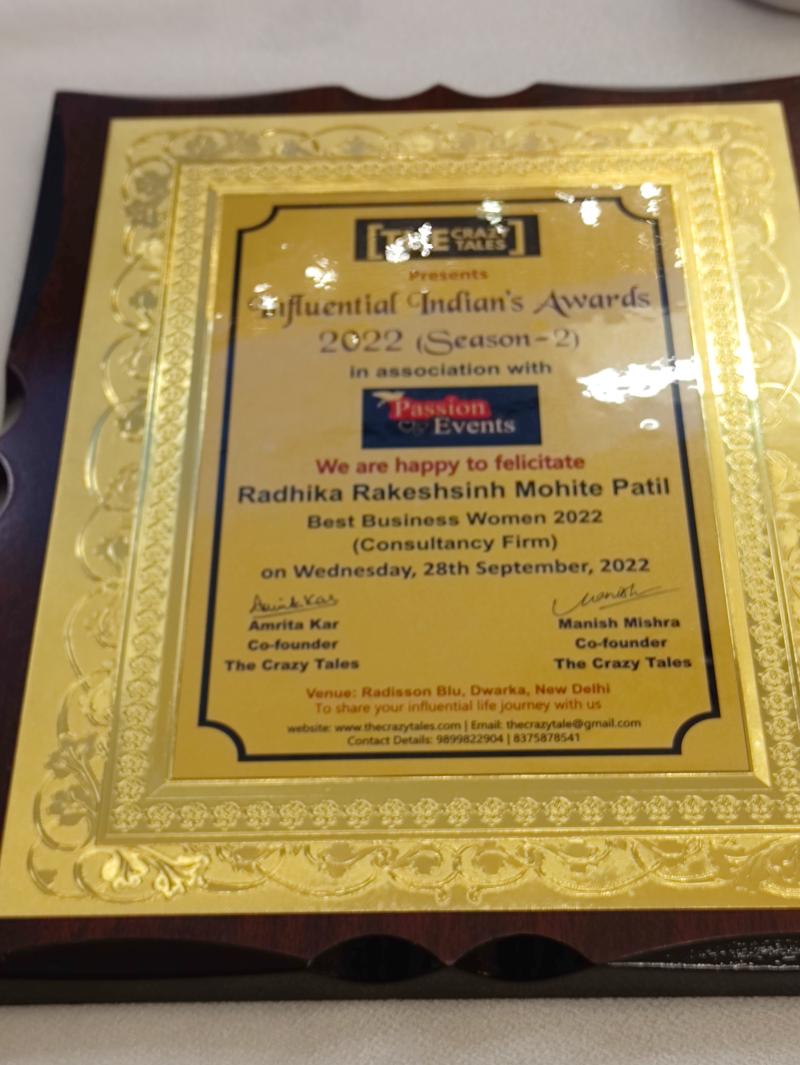 [THE CRAZY TALES]
Presents
Influential Indian's Awards
2022 (Season-2)
in association with
Passion Events
We are happy to felicitate
Radhika Rakeshsinh Mohite Patil
Best Business Women 2022
(Consultancy Firm)
on Wednesday, 28th September, 2022
Amrita Kar
Co-founder
The Crazy Tales
Manish
Manish Mishra
Co-founder
The Crazy Tales
Venue: Radisson Blu, Dwarka, New Delhi
To share your influential life journey with us
website: www.thecrazytales.com | Email: thecrazytale@gmail.com
Contact Details: 9899822904 | 8375878541